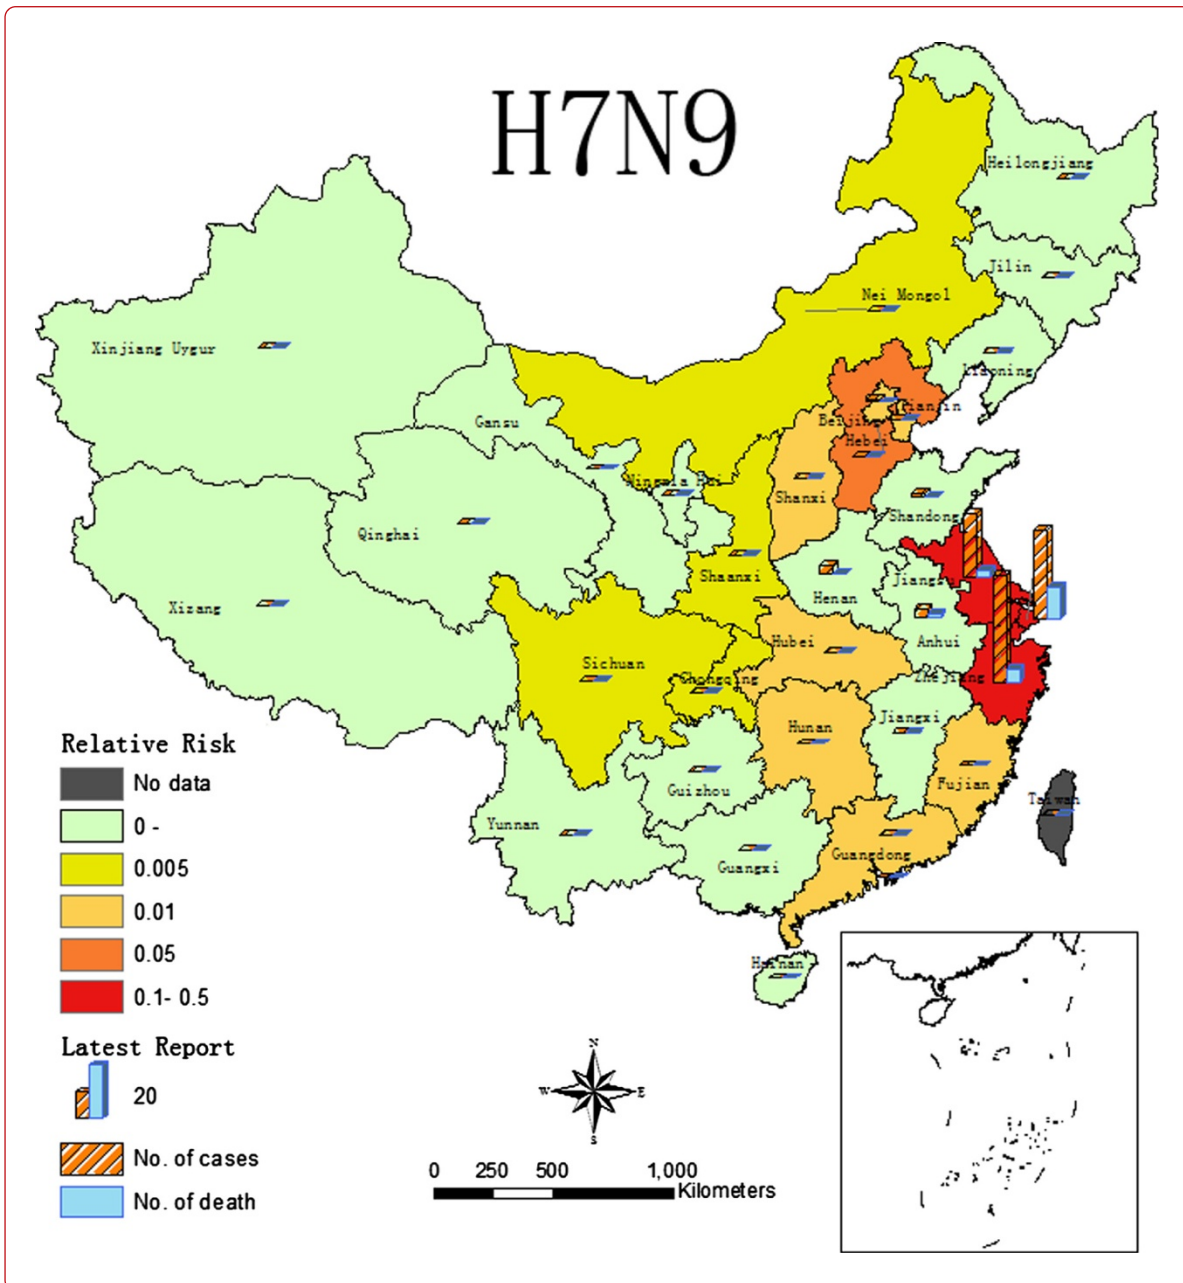 H7N9
Heilongjiang
Jilin
Nei Mongol
Xinjiang Uygur
Liaoning
Gansu
Tianjin
Beijing
Hebei
Ningxia Hui
Shanxi
Shandong
Qinghai
Shaanxi
Jiangsu
Henan
Xizang
Anhui
Hubei
Sichuan
Chongqing
Zhejiang
Jiangxi
Hunan
Guizhou
Fujian
Taiwan
Yunnan
Guangdong
Guangxi
Hainan
Relative Risk
No data
0 -
0.005
0.01
0.05
0.1- 0.5
Latest Report
20
No. of cases
No. of death
N
W E
S
0 250 500 1,000
Kilometers